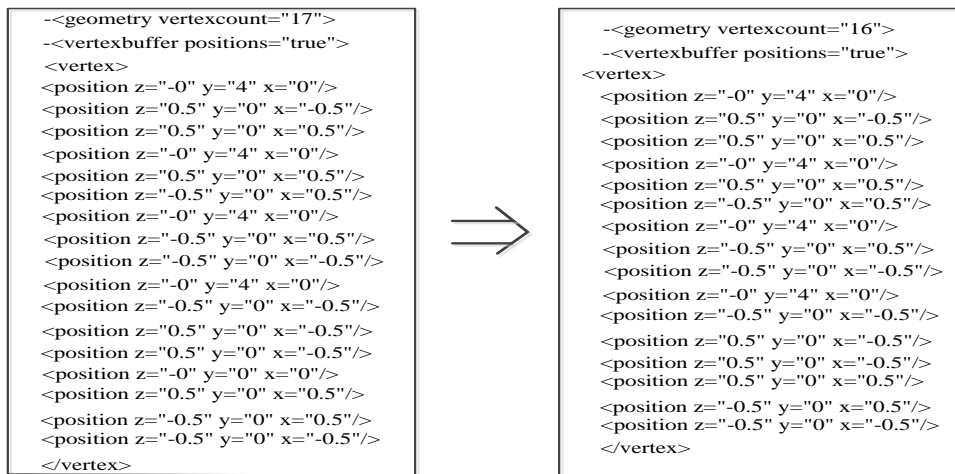 -<geometry vertexcount="17">
-<vertexbuffer positions="true">
<vertex>
<position z="-0" y="4" x="0"/>
<position z="0.5" y="0" x="-0.5"/>
<position z="0.5" y="0" x="0.5"/>
<position z="-0" y="4" x="0"/>
<position z="0.5" y="0" x="0.5"/>
<position z="-0.5" y="0" x="0.5"/>
<position z="-0" y="4" x="0"/>
<position z="-0.5" y="0" x="0.5"/>
<position z="-0.5" y="0" x="-0.5"/>
<position z="-0" y="4" x="0"/>
<position z="-0.5" y="0" x="-0.5"/>
<position z="0.5" y="0" x="-0.5"/>
<position z="0.5" y="0" x="-0.5"/>
<position z="-0" y="0" x="0"/>
<position z="0.5" y="0" x="0.5"/>
<position z="-0.5" y="0" x="0.5"/>
<position z="-0.5" y="0" x="-0.5"/>
</vertex>
-<geometry vertexcount="16">
-<vertexbuffer positions="true">
<vertex>
<position z="-0" y="4" x="0"/>
<position z="0.5" y="0" x="-0.5"/>
<position z="0.5" y="0" x="0.5"/>
<position z="-0" y="4" x="0"/>
<position z="0.5" y="0" x="0.5"/>
<position z="-0.5" y="0" x="0.5"/>
<position z="-0" y="4" x="0"/>
<position z="-0.5" y="0" x="0.5"/>
<position z="-0.5" y="0" x="-0.5"/>
<position z="-0" y="4" x="0"/>
<position z="-0.5" y="0" x="-0.5"/>
<position z="0.5" y="0" x="-0.5"/>
<position z="0.5" y="0" x="-0.5"/>
<position z="0.5" y="0" x="0.5"/>
<position z="-0.5" y="0" x="0.5"/>
<position z="-0.5" y="0" x="-0.5"/>
</vertex>